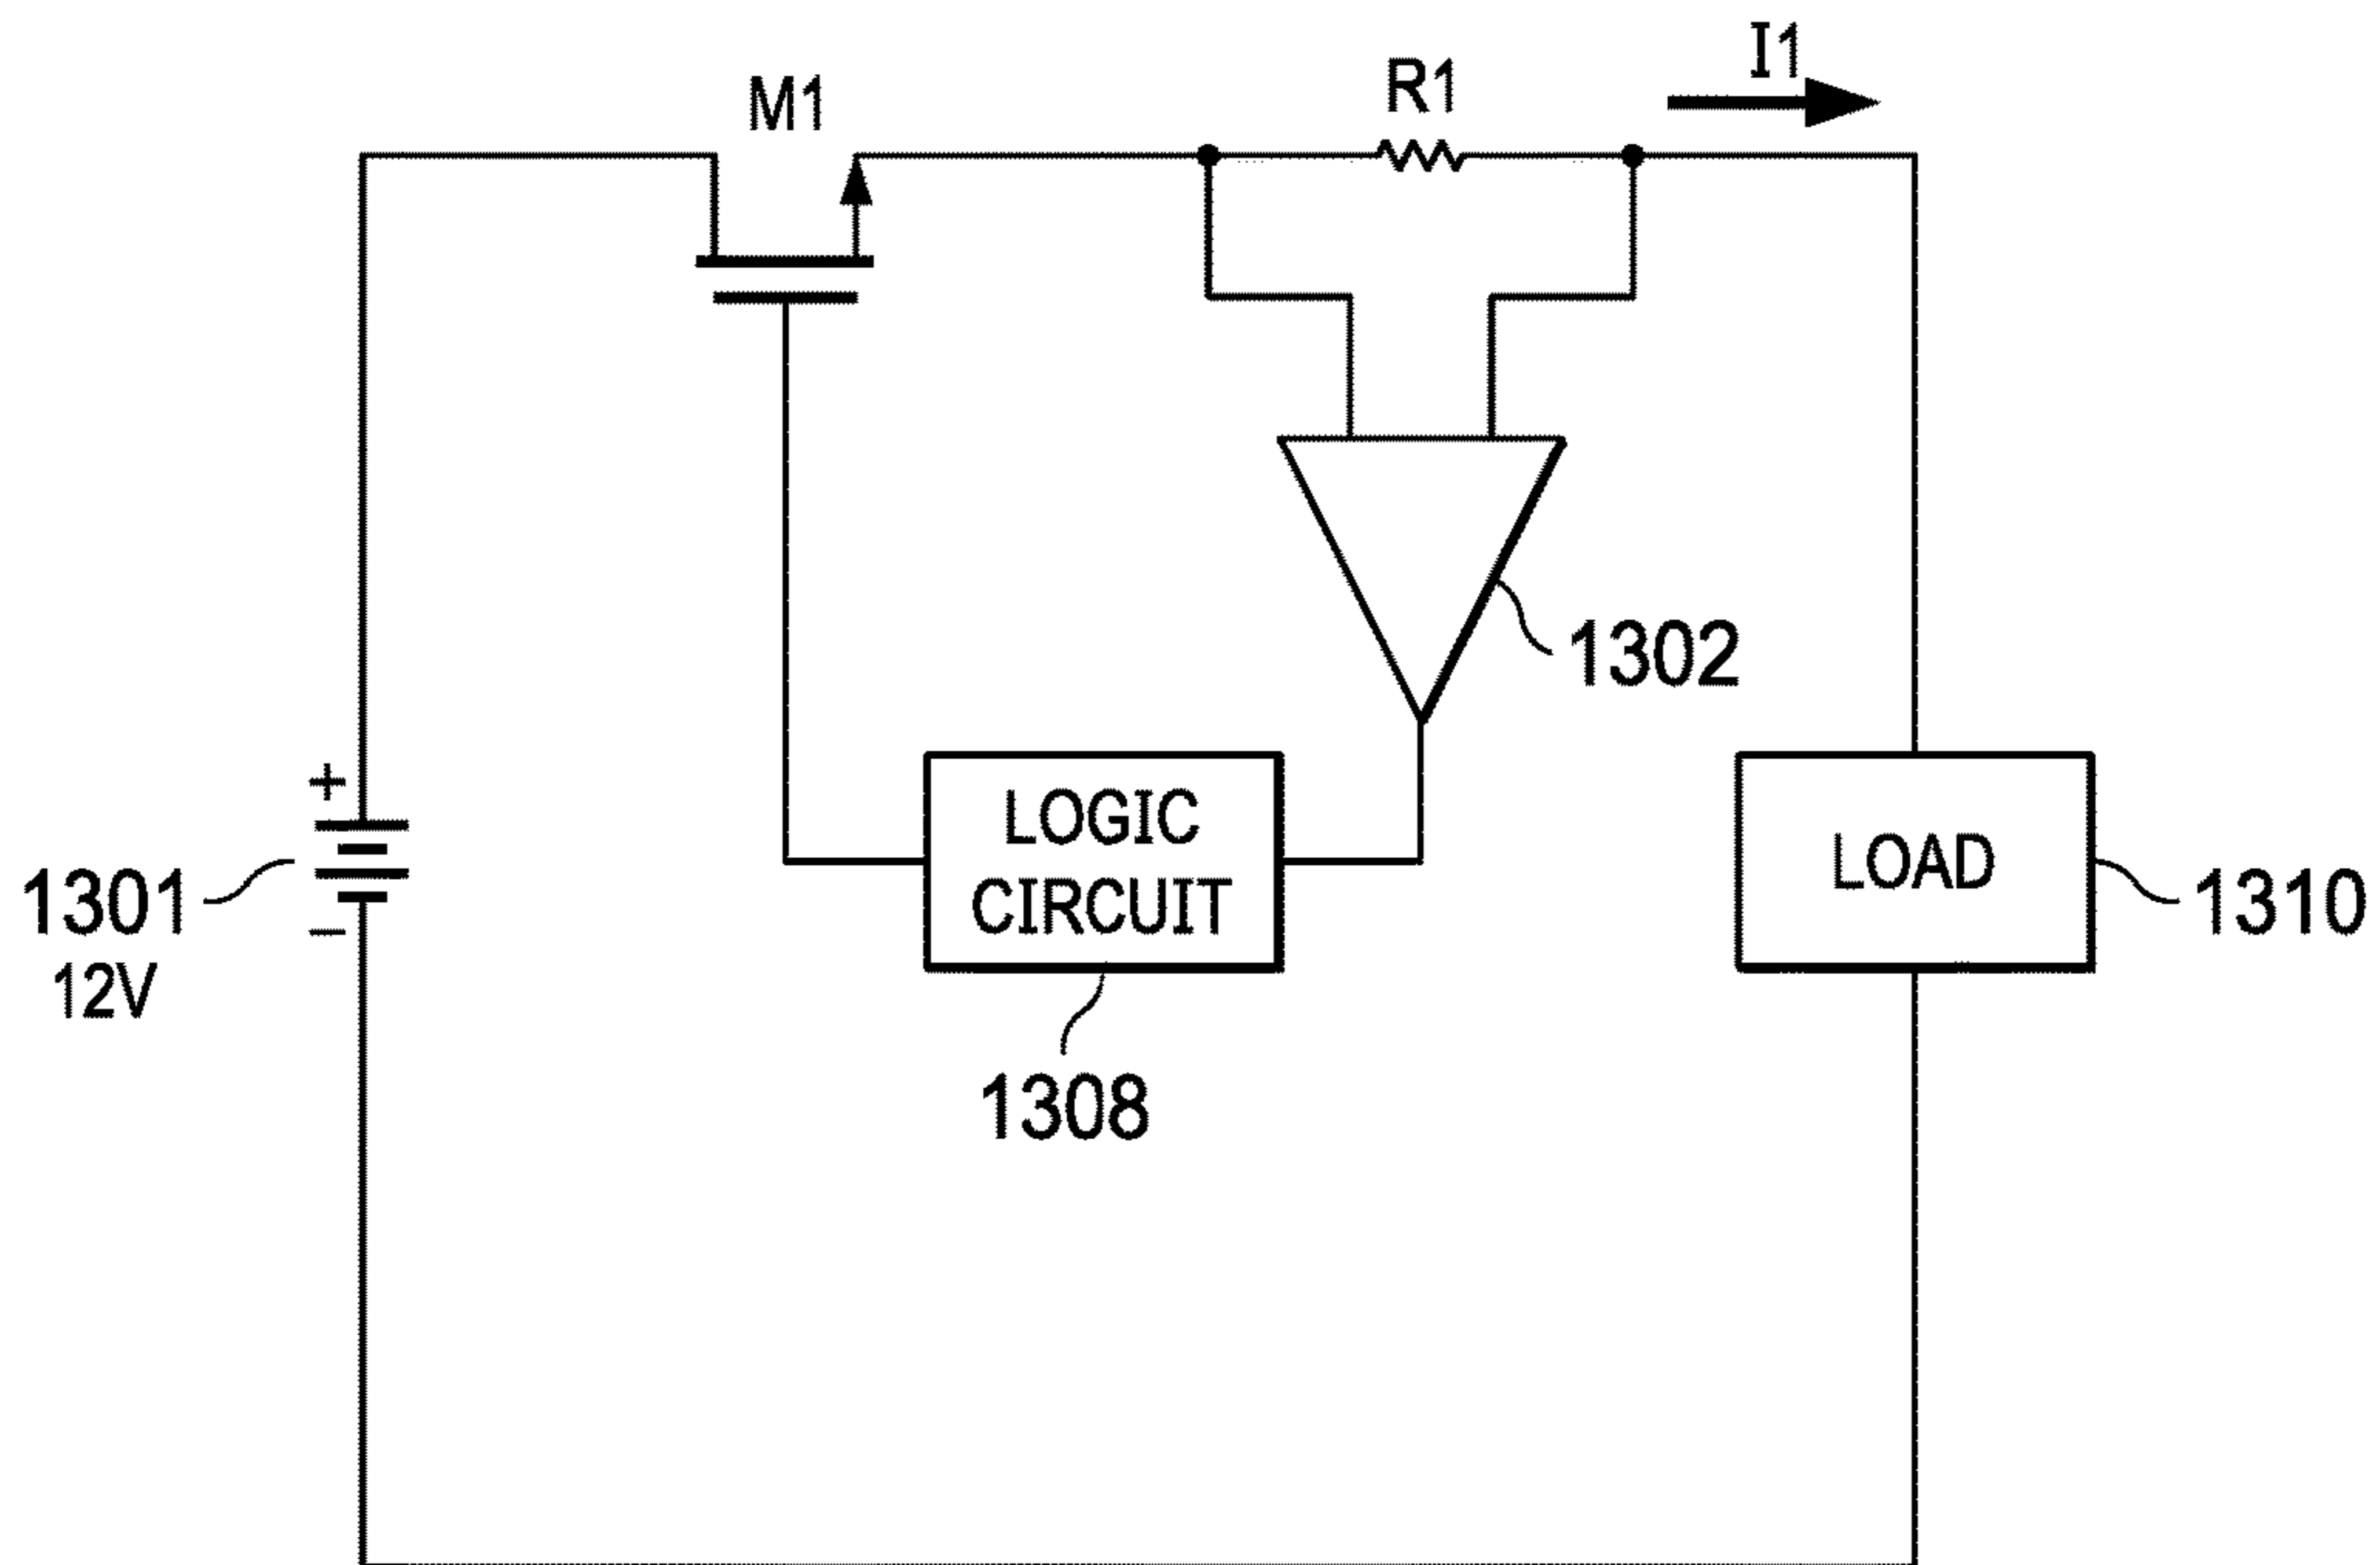 I1
R1
M1
1302
+
LOGIC
CIRCUIT
LOAD
1301
12V
−
1310
1308